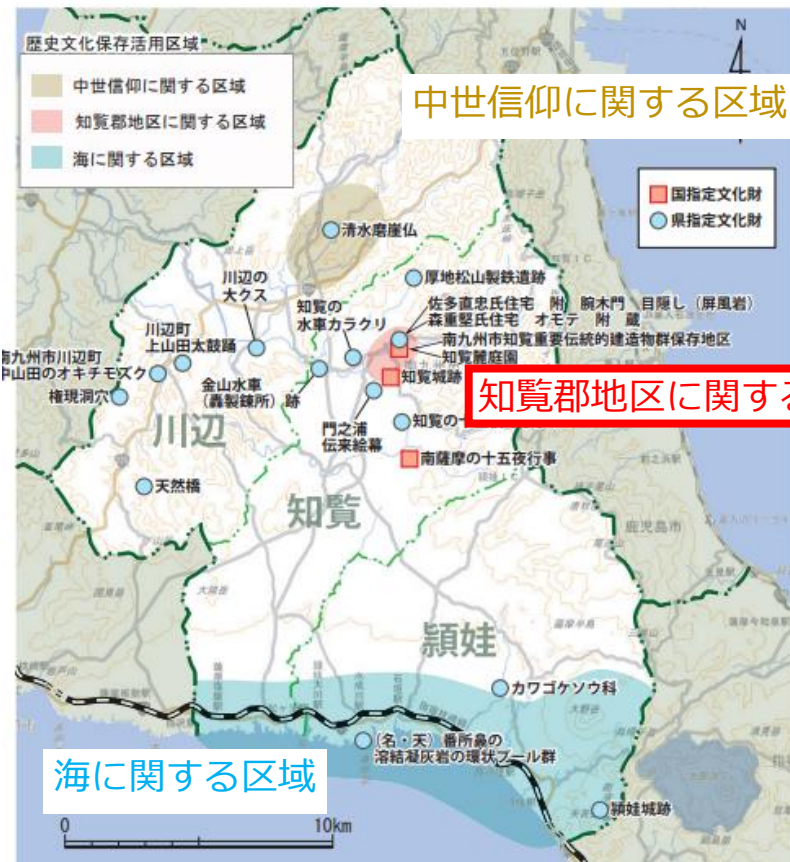 歴史文化保存活用区域
中世信仰に関する区域
知覧郡地区に関する区域
海に関する区域
中世信仰に関する区域
N
国指定文化財
県指定文化財
清水磨崖仏
厚地松山製鉄遺跡
川辺の
大クス
知覧の
水車カラクリ
佐多直忠氏住宅 附 腕木門 目隠し(屏風岩)
森重堅氏住宅 オモテ 附 蔵
南九州市知覧重要伝統的建造物群保存地区
知覧麓庭園
川辺町
上山田太鼓踊
南九州市川辺町
中山田のオキチモズク
権現洞穴
金山水車
(轟製錬所)跡
知覧城跡
知覧郡地区に関する
門之浦
伝来絵幕
知覧の十
川辺
南薩摩の十五夜行事
天然橋
知覧
鹿児島市
頴娃
カワゴケソウ科
(名・天)番所鼻の
溶結凝灰岩の環状プール群
海に関する区域
頴娃城跡
0
10km